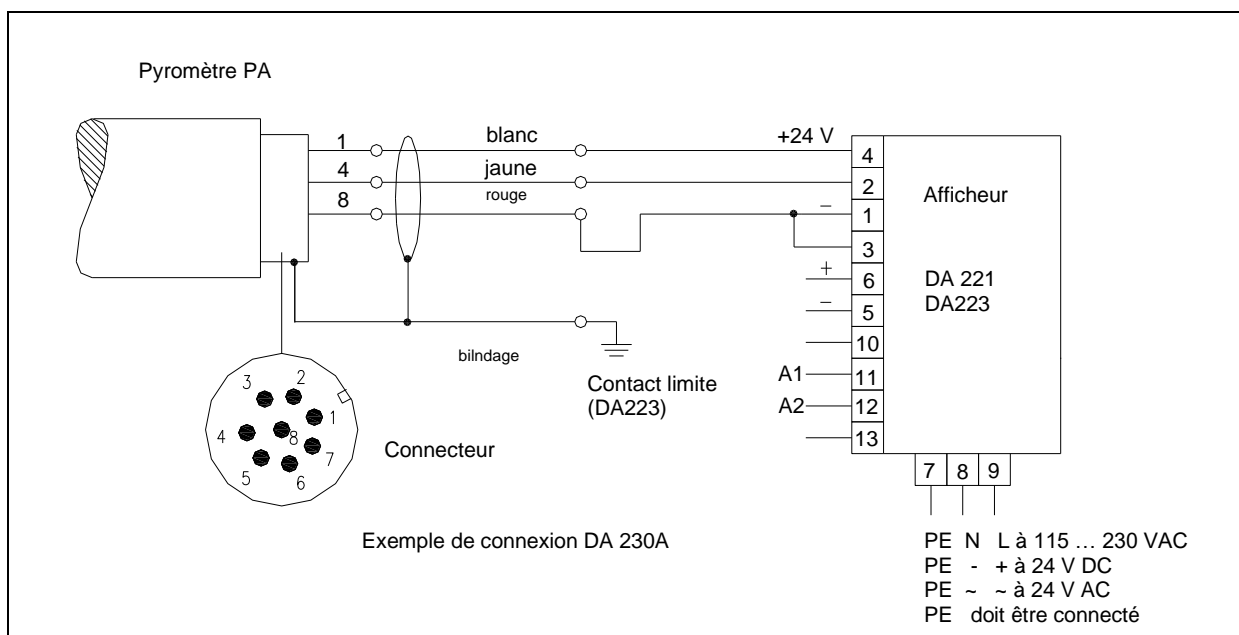 Pyromètre PA
1
blanc
+24 V
4
4
jaune
2
8
rouge
–
1
Afficheur
3
+
6
DA 221
–
5
DA223
bilndage
10
Contact limite
(DA223)
A1
11
A2
12
13
3
2
1
4
8
7
5
6
Connecteur
7 8 9
Exemple de connexion DA 230A
PE N L à 115 ... 230 VAC
PE - + à 24 V DC
PE ~ ~ à 24 V AC
PE doit être connecté